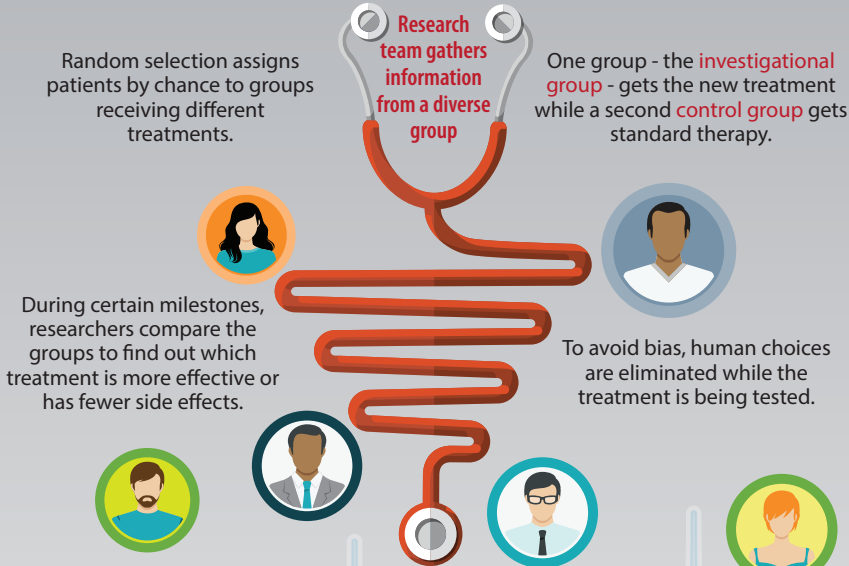 Research
team gathers
information
from a diverse
group
Random selection assigns
patients by chance to groups
receiving different
treatments.
One group - the investigational
group - gets the new treatment
while a second control group gets
standard therapy.
During certain milestones,
researchers compare the
groups to find out which
treatment is more effective or
has fewer side effects.
To avoid bias, human choices
are eliminated while the
treatment is being tested.